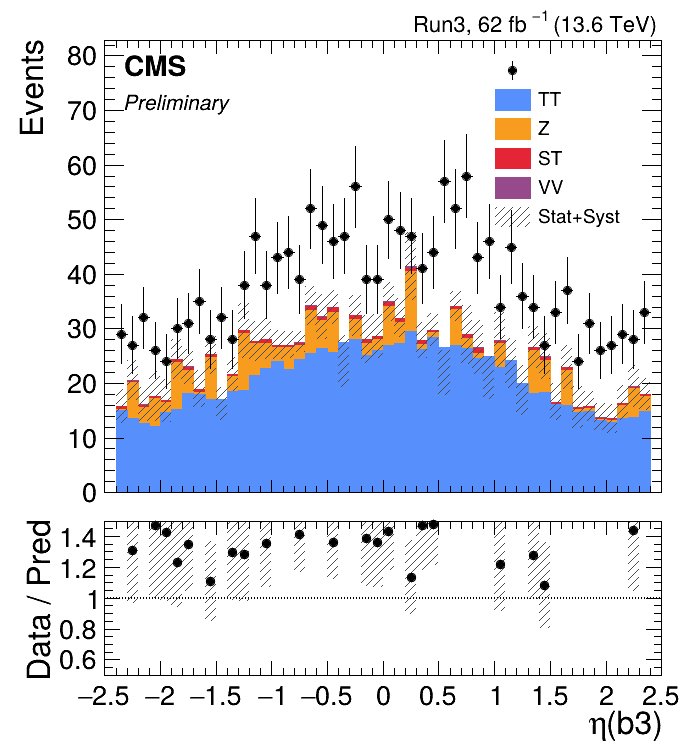 Run3, 62 fb⁻¹ (13.6 TeV)
Events
80
70
60
50
40
30
20
10
0
CMS
Preliminary
TT
Z
ST
VV
Stat+Syst
Data / Pred
1.4
1.2
1
0.8
0.6
−2.5 −2 −1.5 −1 −0.5 0 0.5 1 1.5 2 2.5
η(b3)